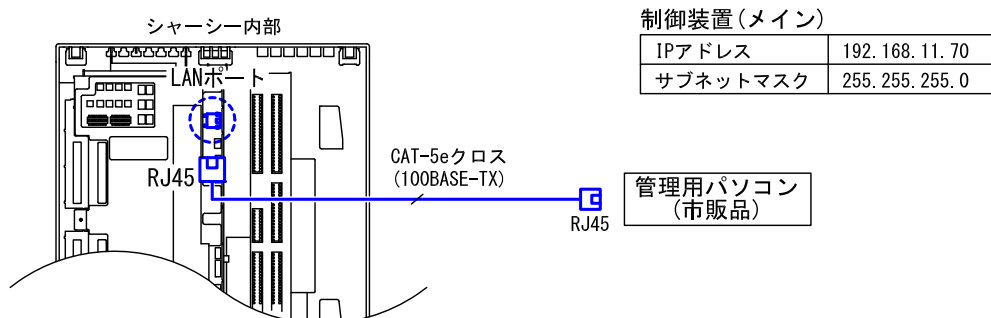 シャーシー内部
LANポート
RJ45
CAT-5eクロス
(100BASE-TX)
RJ45
管理用パソコン
(市販品)
制御装置(メイン)
IPアドレス 192.168.11.70
サブネットマスク 255.255.255.0